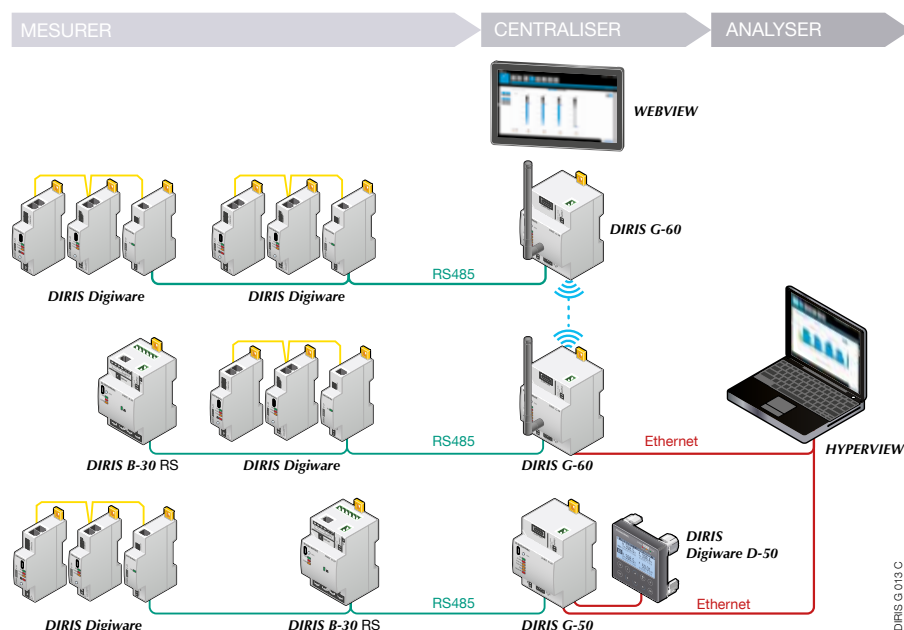 MESURER
CENTRALISER
ANALYSER
WEBVIEW
DIRIS G-60
RS485
DIRIS Digiware
DIRIS Digiware
RS485
Ethernet
HYPERVIEW
DIRIS B-30 RS
DIRIS Digiware
DIRIS G-60
DIRIS
Digiware D-50
RS485
Ethernet
DIRIS Digiware
DIRIS B-30 RS
DIRIS G-50
DIRIS G 013 C